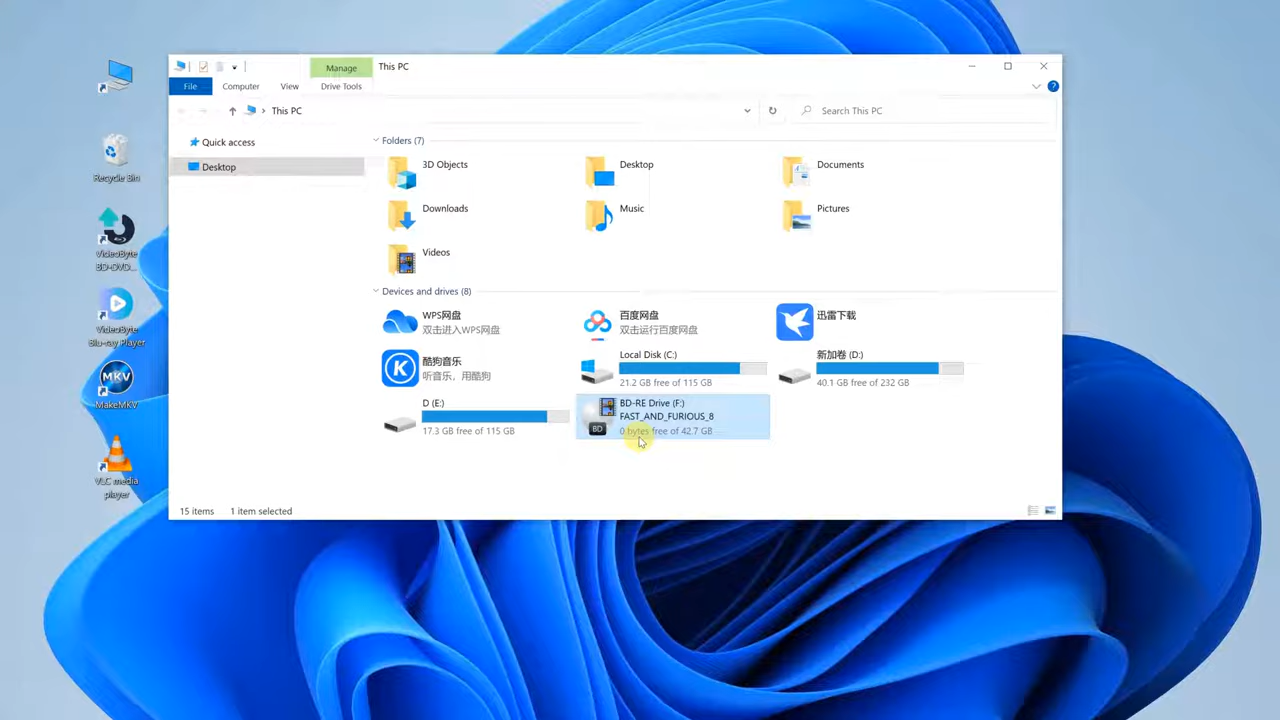 Manage
This PC
File
Computer
View
Drive Tools
This PC
Search This PC
Quick access
Desktop
Folders (7)
3D Objects
Desktop
Documents
Downloads
Music
Pictures
Videos
Devices and drives (8)
WPS网盘
双击进入WPS网盘
百度网盘
双击运行百度网盘
迅雷下载
K
酷狗音乐
听音乐，用酷狗
Local Disk (C:)
21.2 GB free of 115 GB
新加卷 (D:)
40.1 GB free of 232 GB
D (E:)
17.3 GB free of 115 GB
BD
BD-RE Drive (F:)
FAST_AND_FURIOUS_8
0 bytes free of 42.7 GB
15 items
1 item selected
Recycle Bin
VideoByte
BD-DVD...
VideoByte
Blu-ray Player
MKV
MakeMKV
VLC media
player